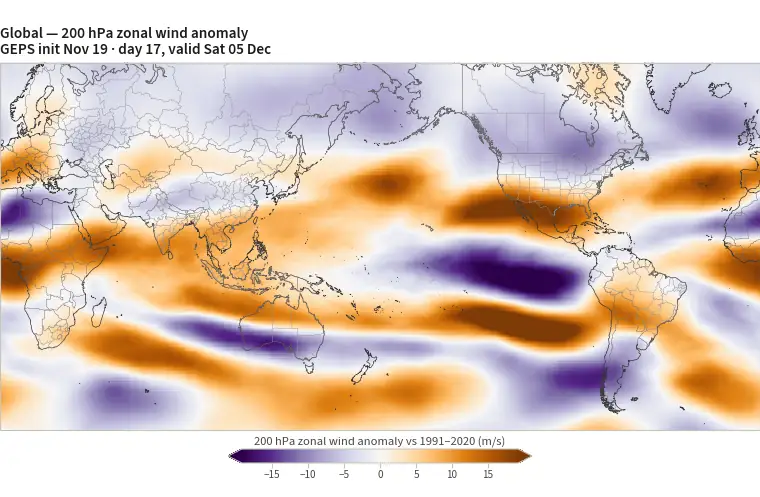 Global — 200 hPa zonal wind anomaly
GEPS init Nov 19 · day 17, valid Sat 05 Dec
200 hPa zonal wind anomaly vs 1991–2020 (m/s)
−15 −10 −5 0 5 10 15